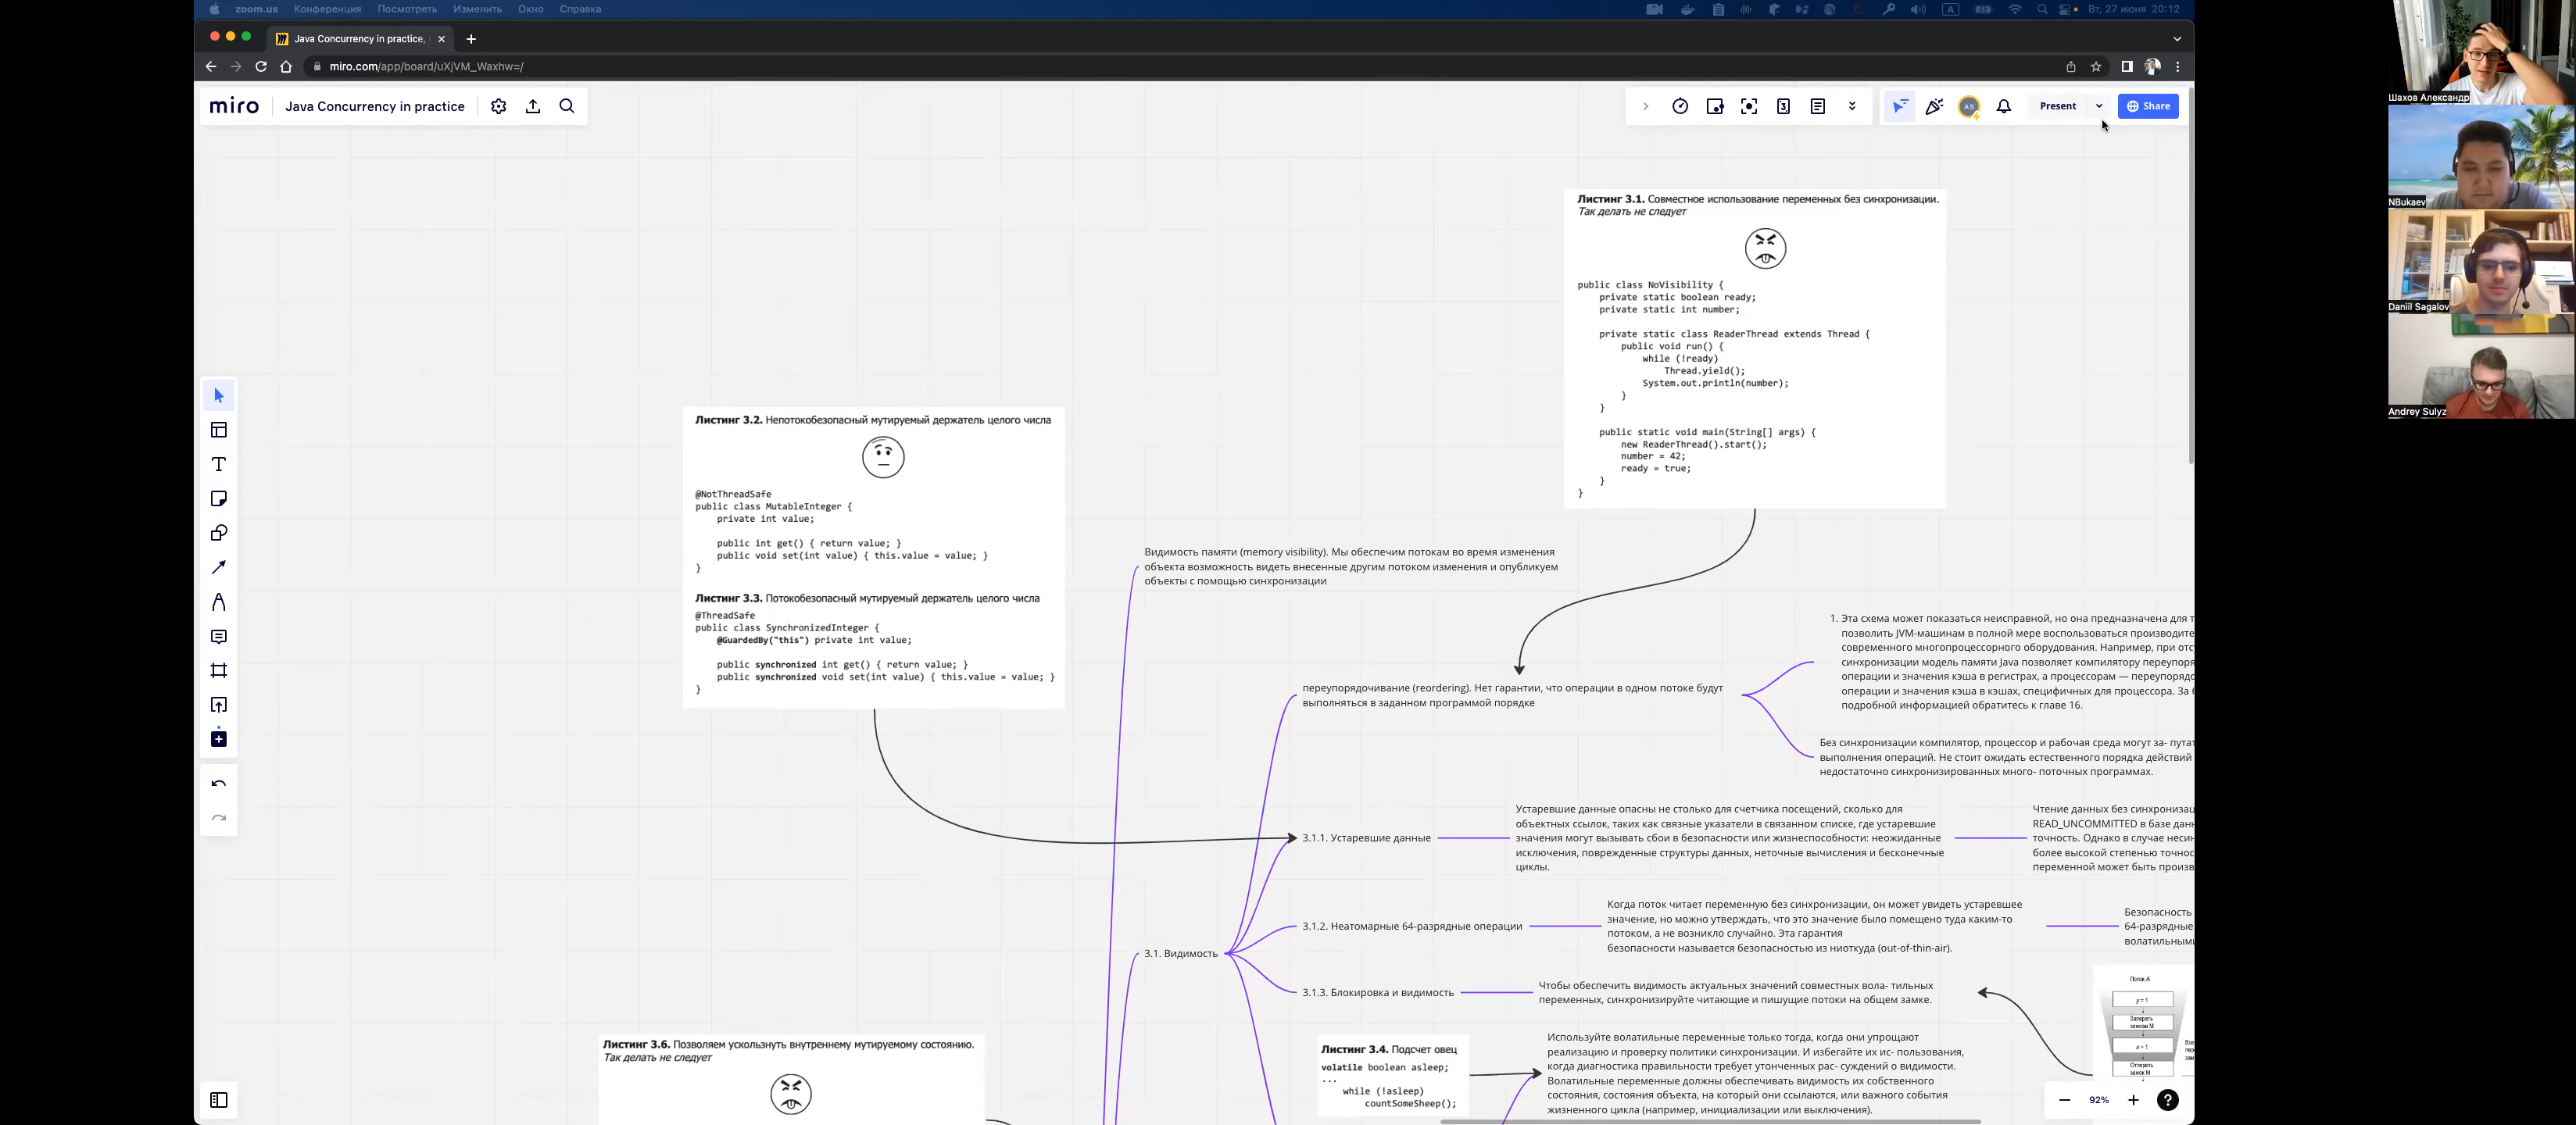 zoom.us Конференция Посмотреть Изменить Окно Справка
A
Вт, 27 июня 20:12
Java Concurrency in practice,
miro.com/app/board/uXjVM_Waxhw=/
miro Java Concurrency in practice
3
AS
Present
Share
Шахов Александр
NBukaev
Daniil Sagalov
Andrey Sulyz
Листинг 3.1. Совместное использование переменных без синхронизации.
Так делать не следует
public class NoVisibility {
private static boolean ready;
private static int number;
private static class ReaderThread extends Thread {
public void run() {
while (!ready)
Thread.yield();
System.out.println(number);
}
}
public static void main(String[] args) {
new ReaderThread().start();
number = 42;
ready = true;
}
}
Листинг 3.2. Непотокобезопасный мутируемый держатель целого числа
@NotThreadSafe
public class MutableInteger {
private int value;
public int get() { return value; }
public void set(int value) { this.value = value; }
}
Листинг 3.3. Потокобезопасный мутируемый держатель целого числа
@ThreadSafe
public class SynchronizedInteger {
@GuardedBy("this") private int value;
public synchronized int get() { return value; }
public synchronized void set(int value) { this.value = value; }
}
Видимость памяти (memory visibility). Мы обеспечим потокам во время изменения
объекта возможность видеть внесенные другим потоком изменения и опубликуем
объекты с помощью синхронизации
переупорядочивание (reordering). Нет гарантии, что операции в одном потоке будут
выполняться в заданном программой порядке
1. Эта схема может показаться неисправной, но она предназначена для т
позволить JVM-машинам в полной мере воспользоваться производите
современного многопроцессорного оборудования. Например, при отс
синхронизации модель памяти Java позволяет компилятору переупоря
операции и значения кэша в регистрах, а процессорам — переупорядо
операции и значения кэша в кэшах, специфичных для процессора. За б
подробной информацией обратитесь к главе 16.
Без синхронизации компилятор, процессор и рабочая среда могут за- путат
выполнения операций. Не стоит ожидать естественного порядка действий
недостаточно синхронизированных много- поточных программах.
3.1.1. Устаревшие данные
Устаревшие данные опасны не столько для счетчика посещений, сколько для
объектных ссылок, таких как связные указатели в связанном списке, где устаревшие
значения могут вызывать сбои в безопасности или жизнеспособности: неожиданные
исключения, поврежденные структуры данных, неточные вычисления и бесконечные
циклы.
Чтение данных без синхронизац
READ_UNCOMMITTED в базе данн
точность. Однако в случае несин
более высокой степенью точнос
переменной может быть произв
3.1.2. Неатомарные 64-разрядные операции
Когда поток читает переменную без синхронизации, он может увидеть устаревшее
значение, но можно утверждать, что это значение было помещено туда каким-то
потоком, а не возникло случайно. Эта гарантия
безопасности называется безопасностью из ниоткуда (out-of-thin-air).
Безопасность
64-разрядные
волатильными
3.1. Видимость
3.1.3. Блокировка и видимость
Чтобы обеспечить видимость актуальных значений совместных вола- тильных
переменных, синхронизируйте читающие и пишущие потоки на общем замке.
Поток A
y = 1
Запереть
замком M
x = 1
Отпереть
замок M
Листинг 3.6. Позволяем ускользнуть внутреннему мутируемому состоянию.
Так делать не следует
Листинг 3.4. Подсчет овец
volatile boolean asleep;
...
while (!asleep)
countSomeSheep();
Используйте волатильные переменные только тогда, когда они упрощают
реализацию и проверку политики синхронизации. И избегайте их ис- пользования,
когда диагностика правильности требует утонченных рас- суждений о видимости.
Волатильные переменные должны обеспечивать видимость их собственного
состояния, состояния объекта, на который они ссылаются, или важного события
жизненного цикла (например, инициализации или выключения).
92%
?